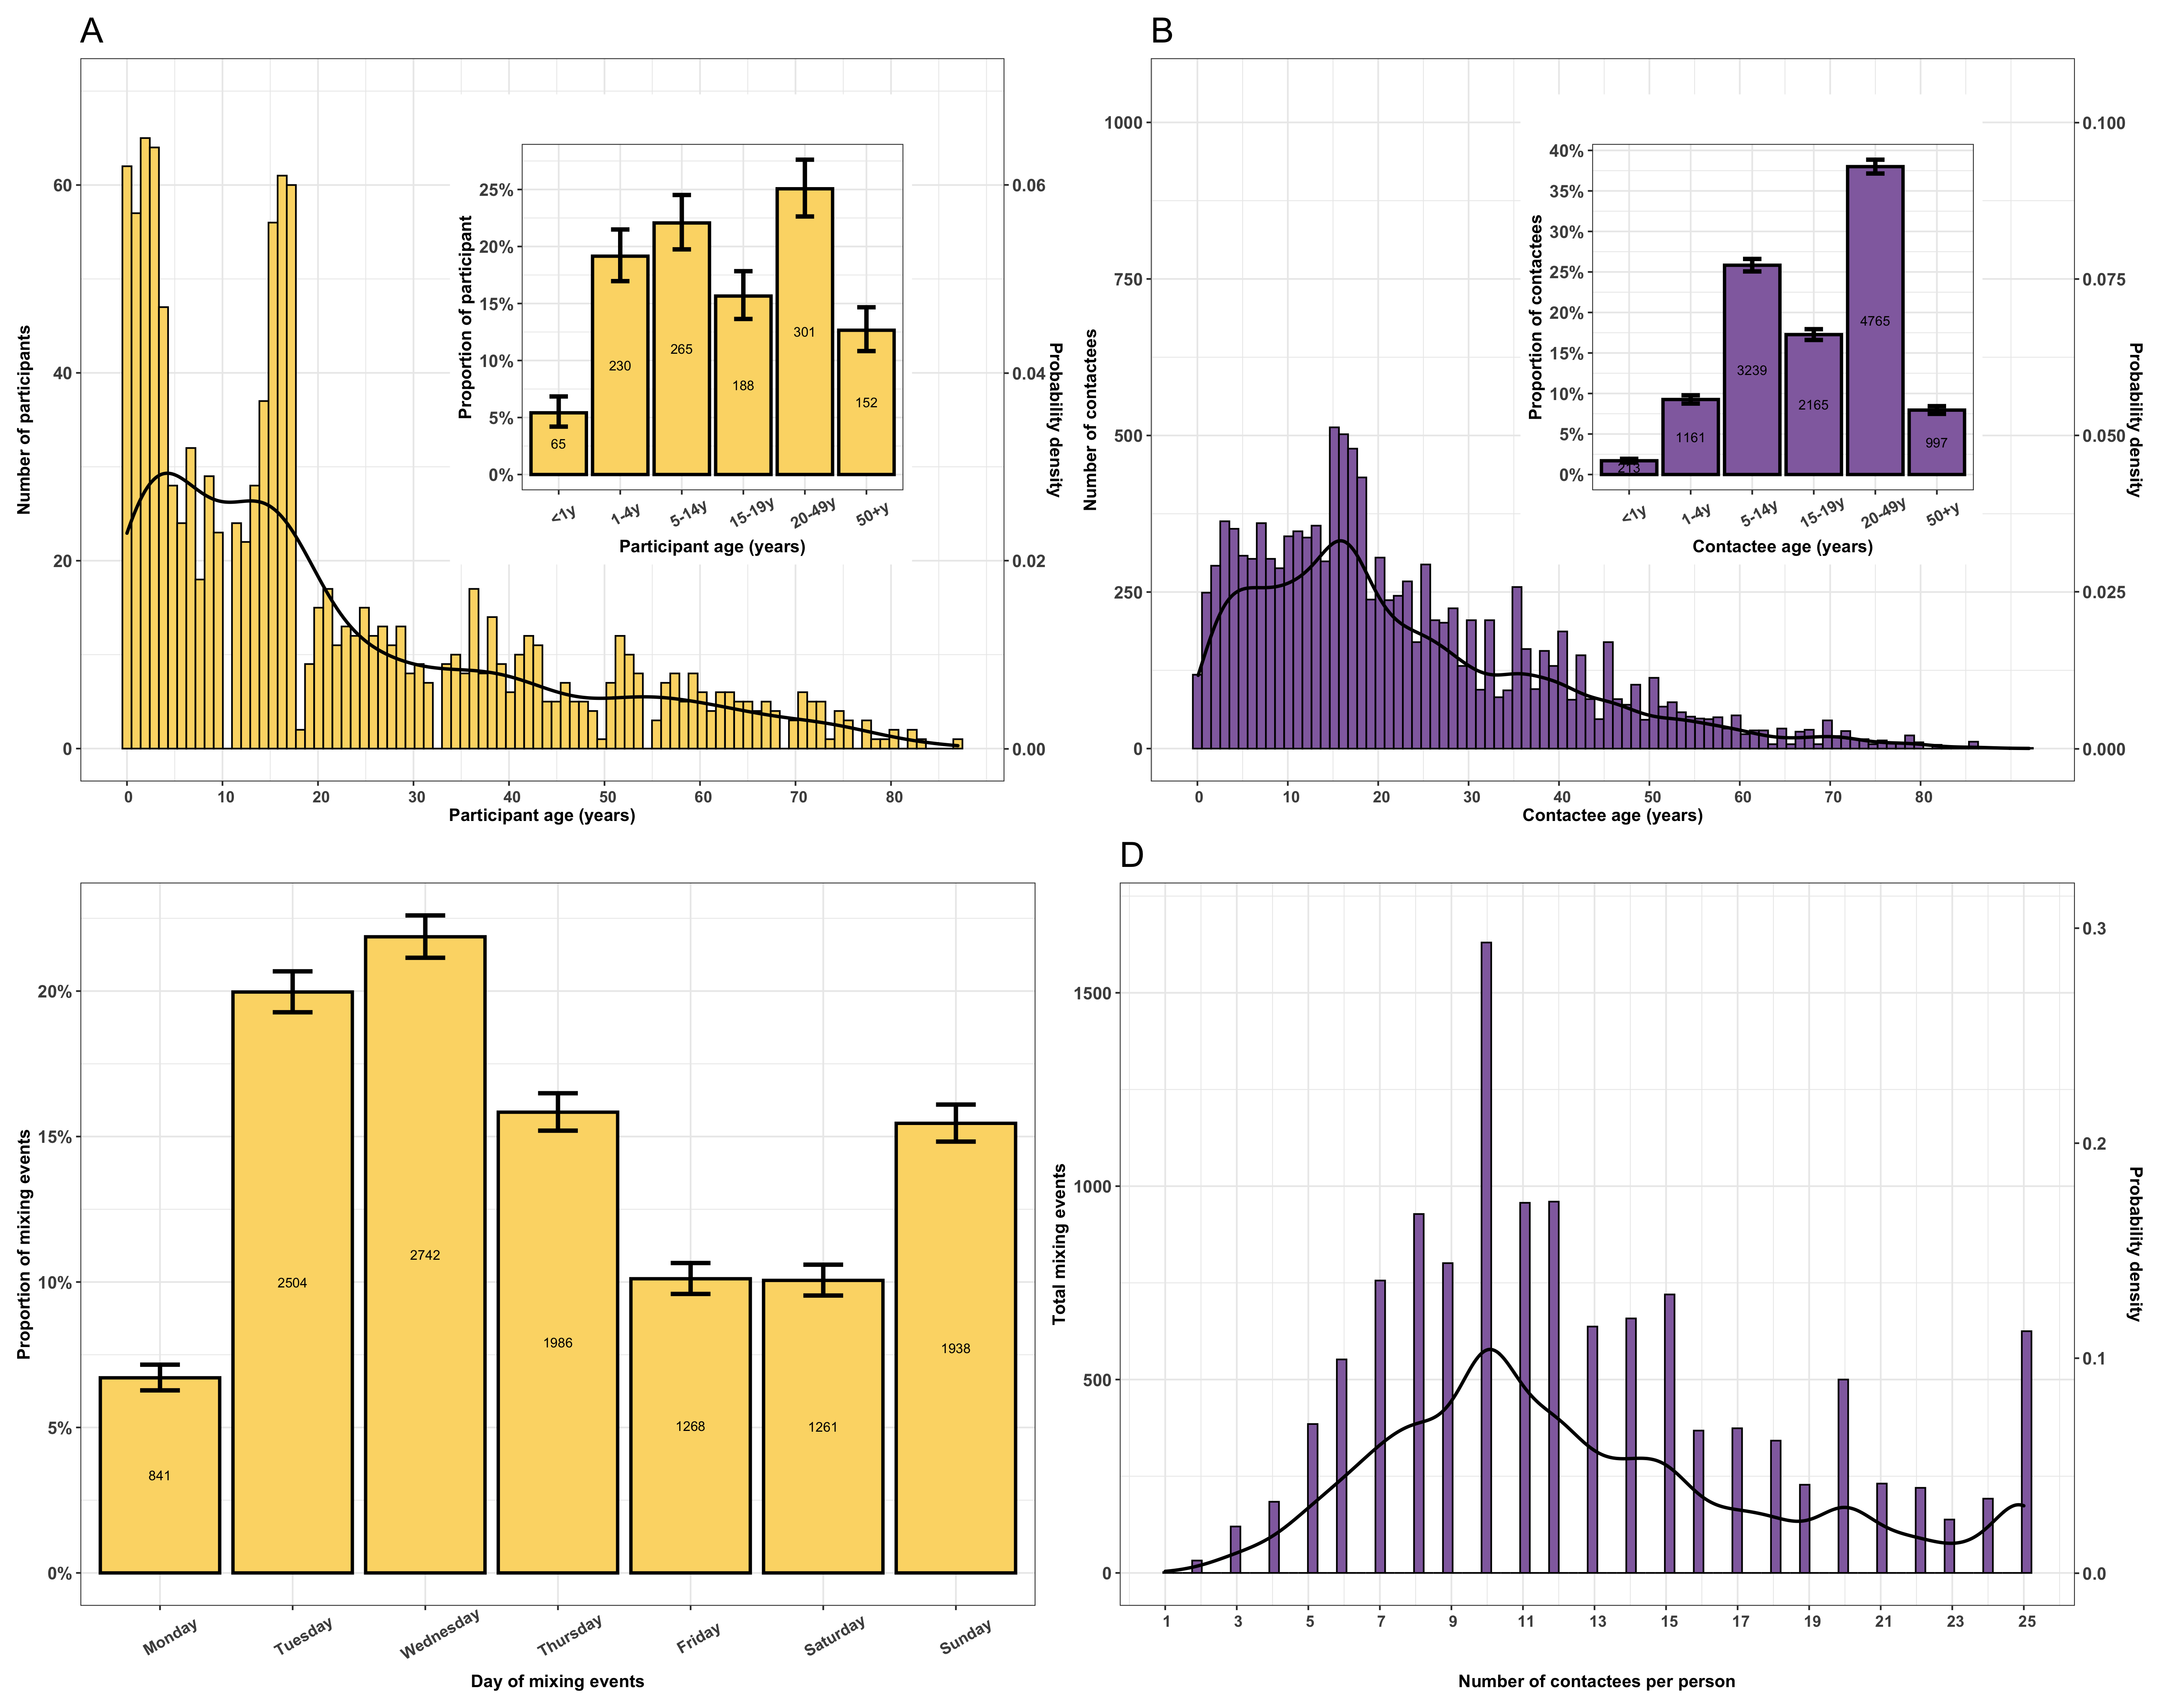 A
Number of participants
60
40
20
0
0 10 20 30 40 50 60 70 80
Participant age (years)
0.06
0.04
0.02
0.00
Probability density
Proportion of participant
25%
20%
15%
10%
5%
0%
65 230 265 188 301 152
<1y 1-4y 5-14y 15-19y 20-49y 50+y
Participant age (years)
B
Number of contactees
1000
750
500
250
0
0 10 20 30 40 50 60 70 80
Contactee age (years)
0.100
0.075
0.050
0.025
0.000
Probability density
Proportion of contactees
40%
35%
30%
25%
20%
15%
10%
5%
0%
213 1161 3239 2165 4765 997
<1y 1-4y 5-14y 15-19y 20-49y 50+y
Contactee age (years)
Proportion of mixing events
20%
15%
10%
5%
0%
841 2504 2742 1986 1268 1261 1938
Monday Tuesday Wednesday Thursday Friday Saturday Sunday
Day of mixing events
D
Total mixing events
1500
1000
500
0
1 3 5 7 9 11 13 15 17 19 21 23 25
Number of contactees per person
0.3
0.2
0.1
0.0
Probablity density